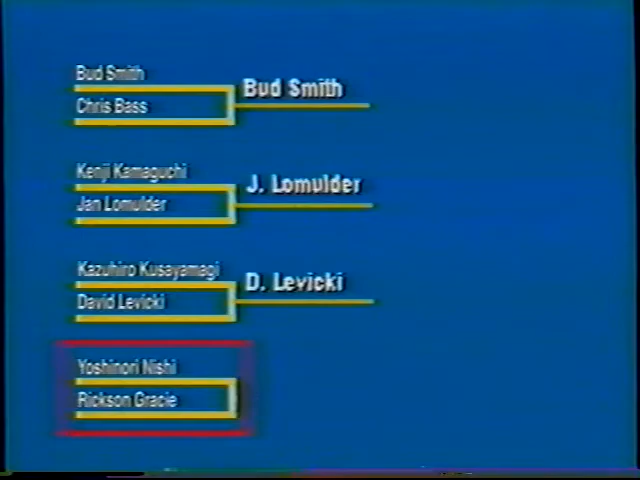 Bud Smith
Bud Smith
Chris Bass
Kenji Kamaguchi
J. Lomulder
Jan Lomulder
Kazuhiro Kusayamagi
D. Levicki
David Levicki
Yoshinori Nishi
Rickson Gracie